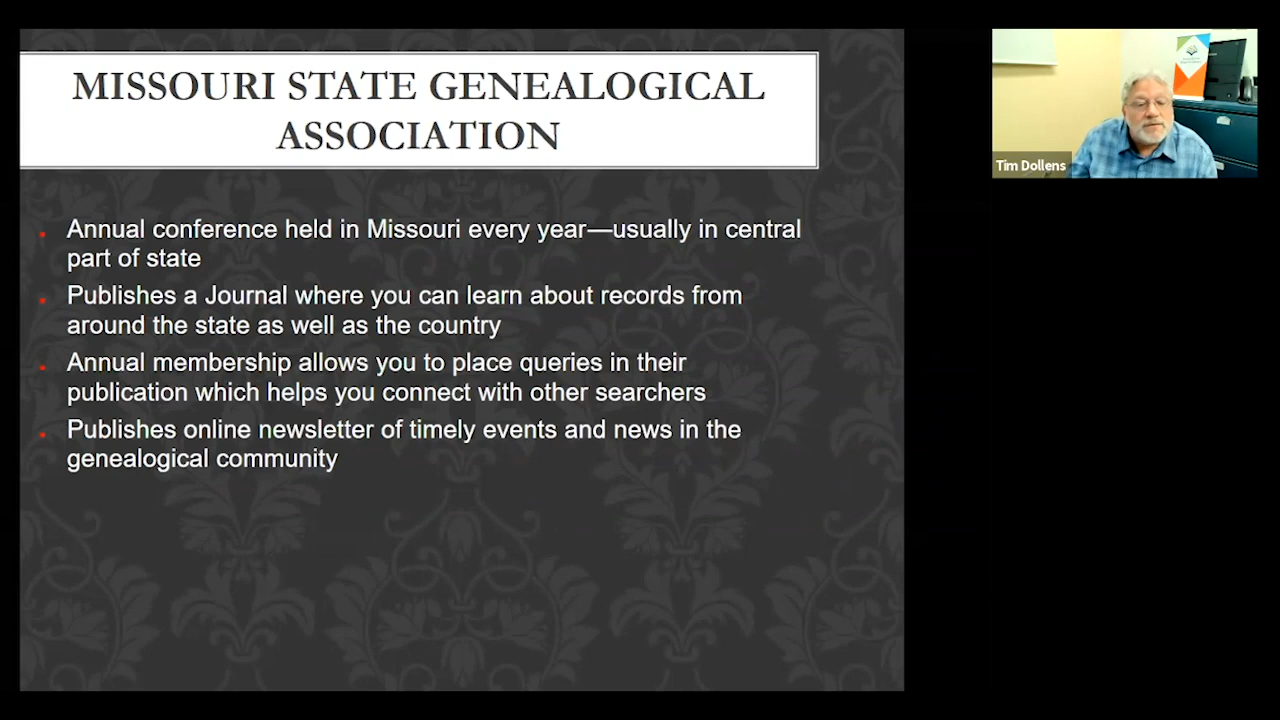 MISSOURI STATE GENEALOGICAL
ASSOCIATION
Annual conference held in Missouri every year—usually in central
part of state
Publishes a Journal where you can learn about records from
around the state as well as the country
Annual membership allows you to place queries in their
publication which helps you connect with other searchers
Publishes online newsletter of timely events and news in the
genealogical community
Tim Dollens